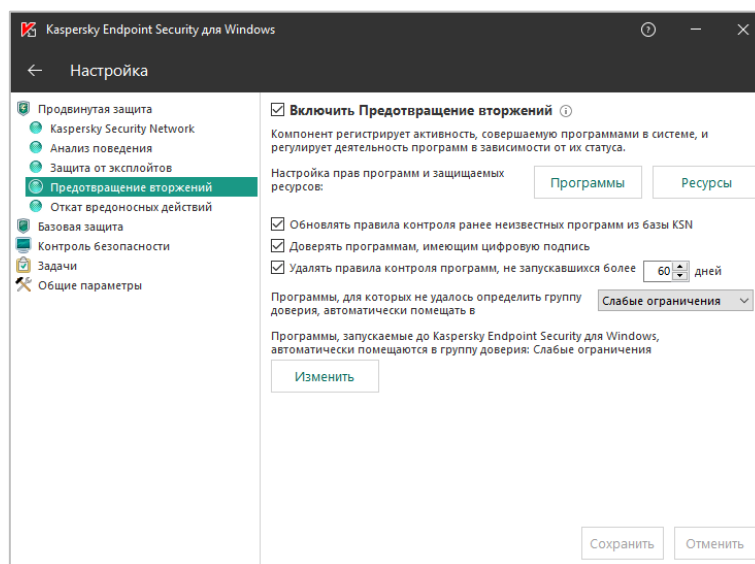 Kaspersky Endpoint Security для Windows
Настройка
Продвинутая защита
Kaspersky Security Network
Анализ поведения
Защита от эксплойтов
Предотвращение вторжений
Откат вредоносных действий
Базовая защита
Контроль безопасности
Задачи
Общие параметры
Включить Предотвращение вторжений
Компонент регистрирует активность, совершаемую программами в системе, и
регулирует деятельность программ в зависимости от их статуса.
Настройка прав программ и защищаемых
ресурсов:
Программы
Ресурсы
Обновлять правила контроля ранее неизвестных программ из базы KSN
Доверять программам, имеющим цифровую подпись
Удалять правила контроля программ, не запускавшихся более 60 дней
Программы, для которых не удалось определить группу
доверия, автоматически помещать в
Слабые ограничения
Программы, запускаемые до Kaspersky Endpoint Security для Windows,
автоматически помещаются в группу доверия: Слабые ограничения
Изменить
Сохранить
Отменить